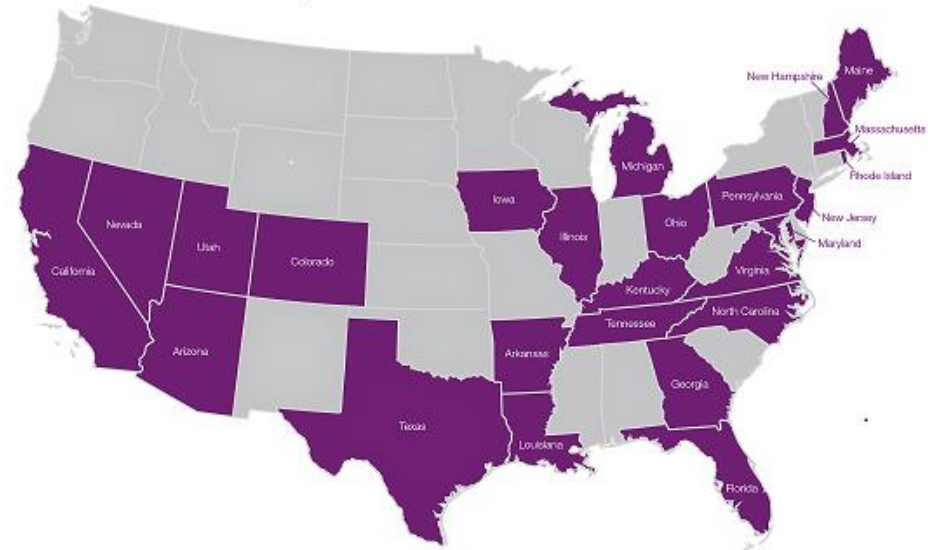 Maine
New Hampshire
Massachusetts
Rhode Island
Michigan
Pennsylvania
Iowa
New Jersey
Ohio
Nevada
Illinois
Maryland
Utah
Colorado
Virginia
California
Kentucky
North Carolina
Tennessee
Arizona
Arkansas
Georgia
Texas
Louisiana
Florida